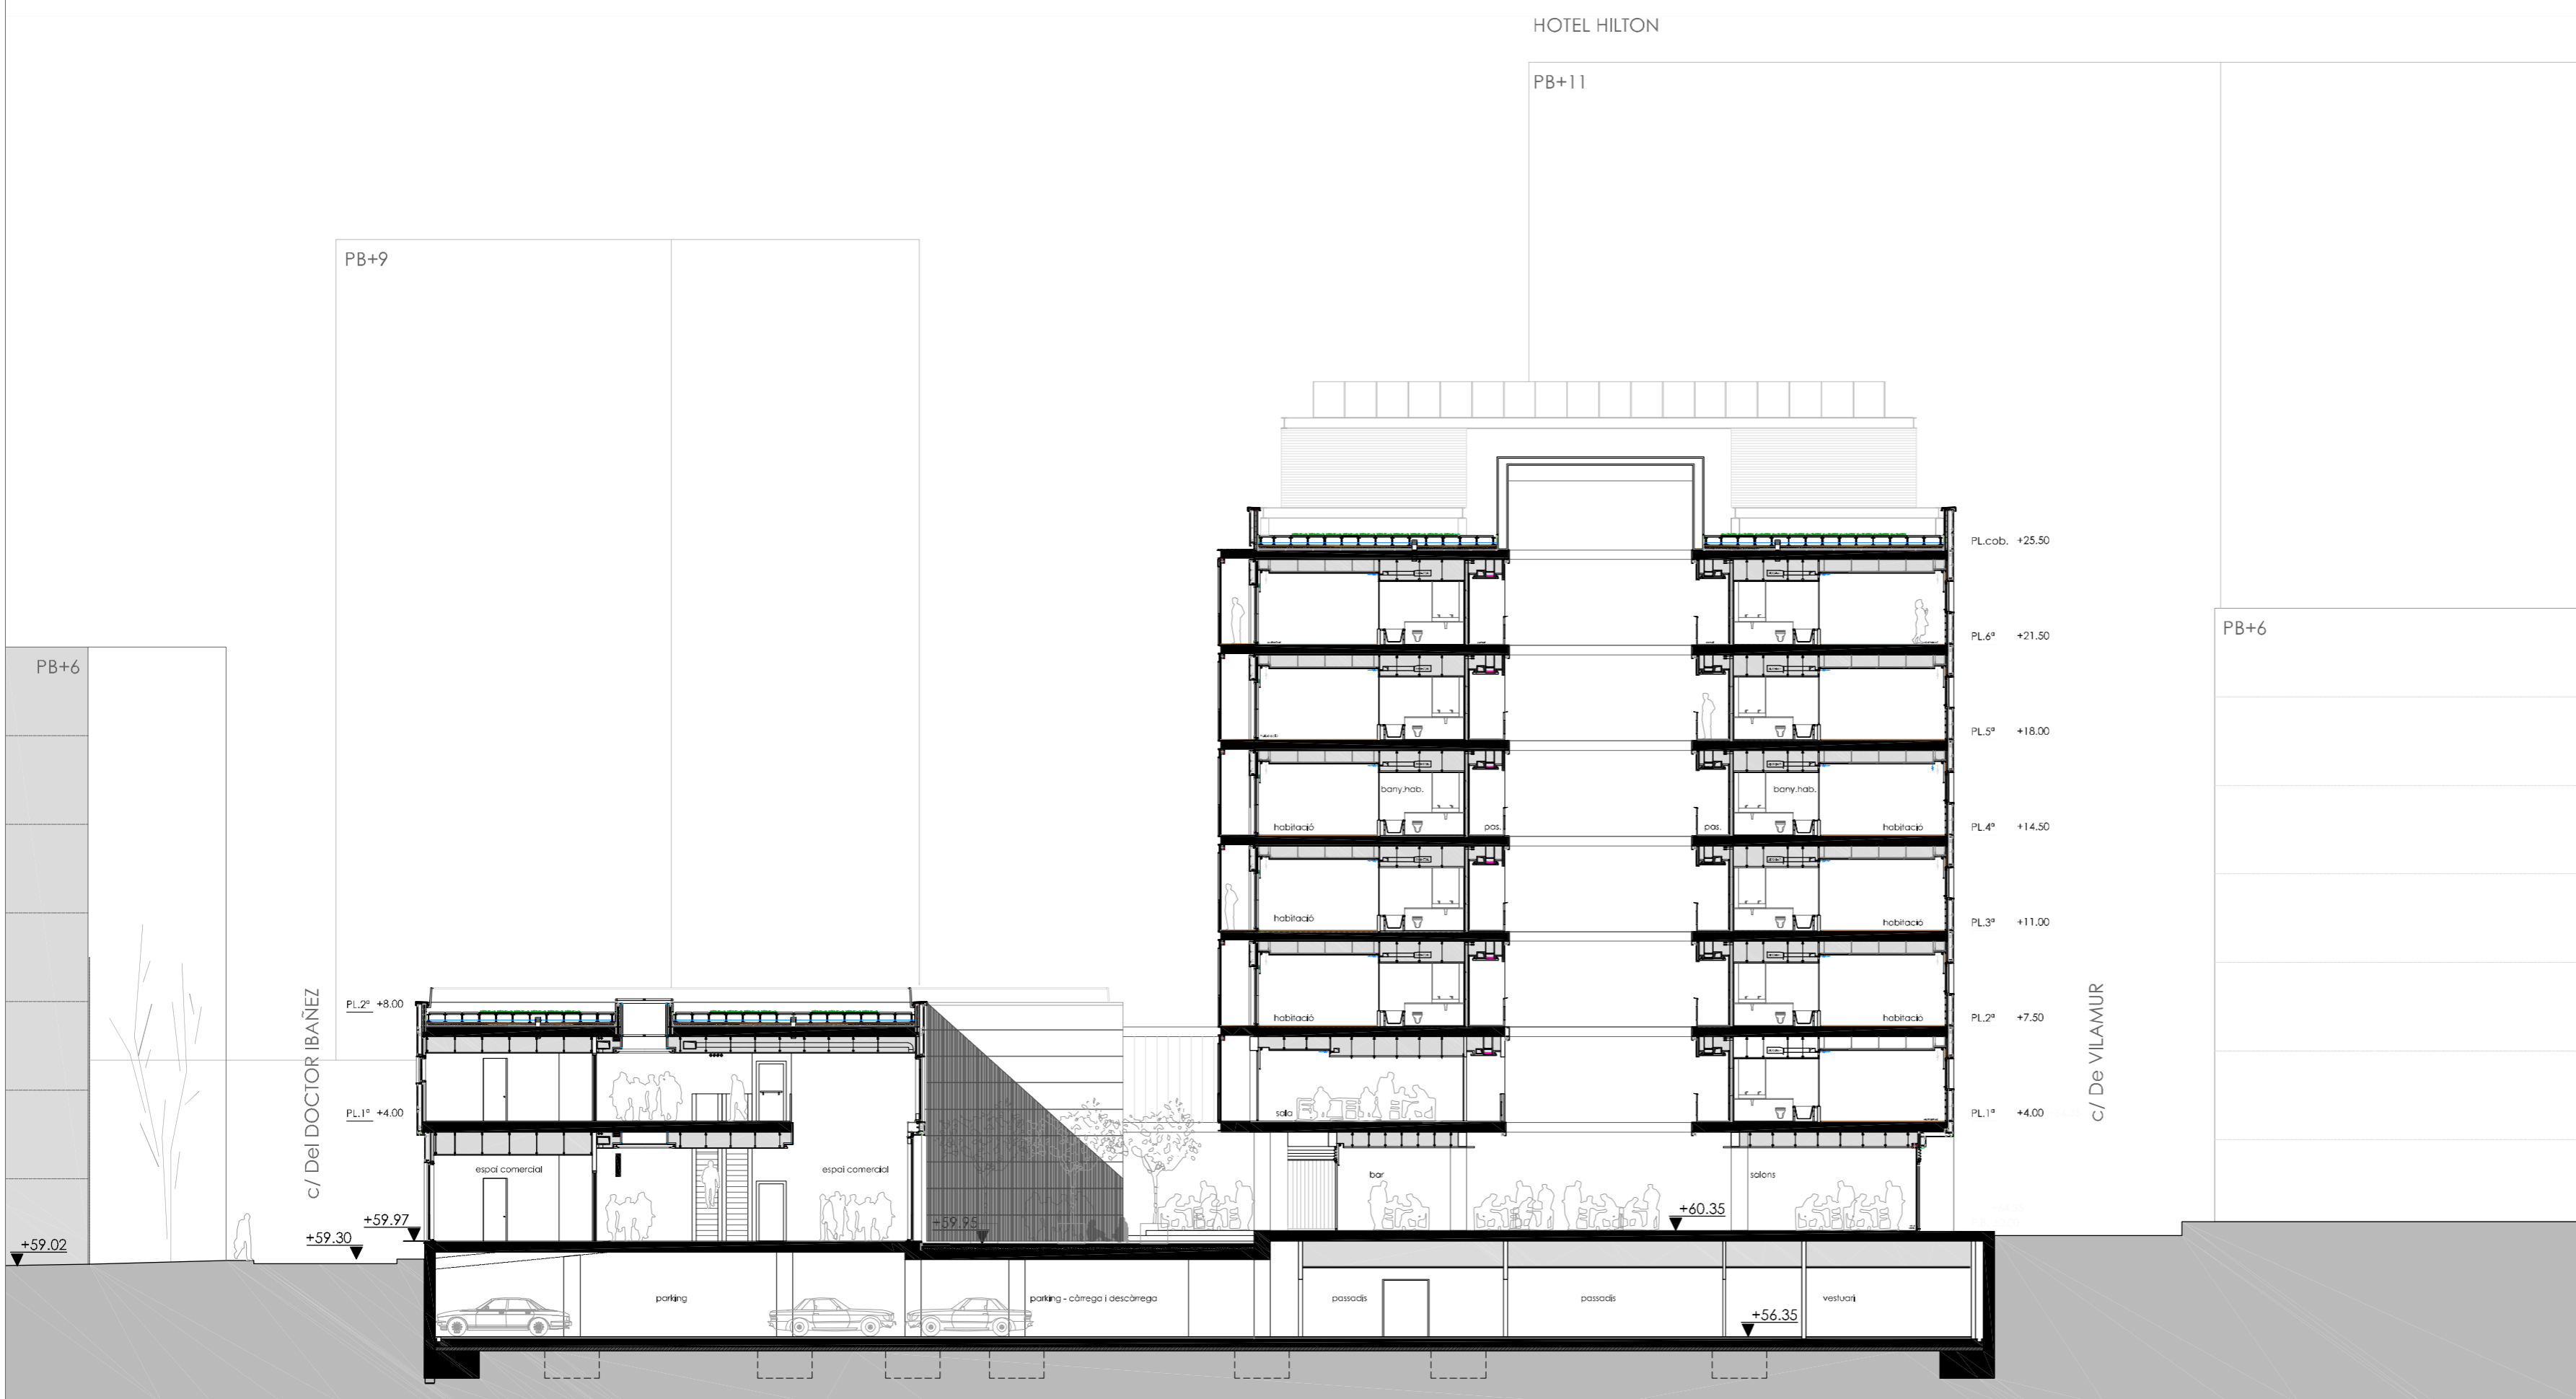 HOTEL HILTON
PB+11
PB+9
PL.cob. +25.50
PB+6
PL.6ª +21.50
PB+6
PL.5ª +18.00
bany.hab.
bany.hab.
habitació
pas.
pas.
habitació
PL.4ª +14.50
habitació
habitació
PL.3ª +11.00
c/ Del DOCTOR IBAÑEZ
PL.2ª +8.00
habitació
habitació
PL.2ª +7.50
c/ De VILAMUR
PL.1ª +4.00
sala
PL.1ª +4.00
espai comercial
espai comercial
bar
salons
+59.97
+59.95
+60.35
+59.30
+59.02
parking
parking - càrrega i descàrrega
passadís
passadís
vestuari
+56.35